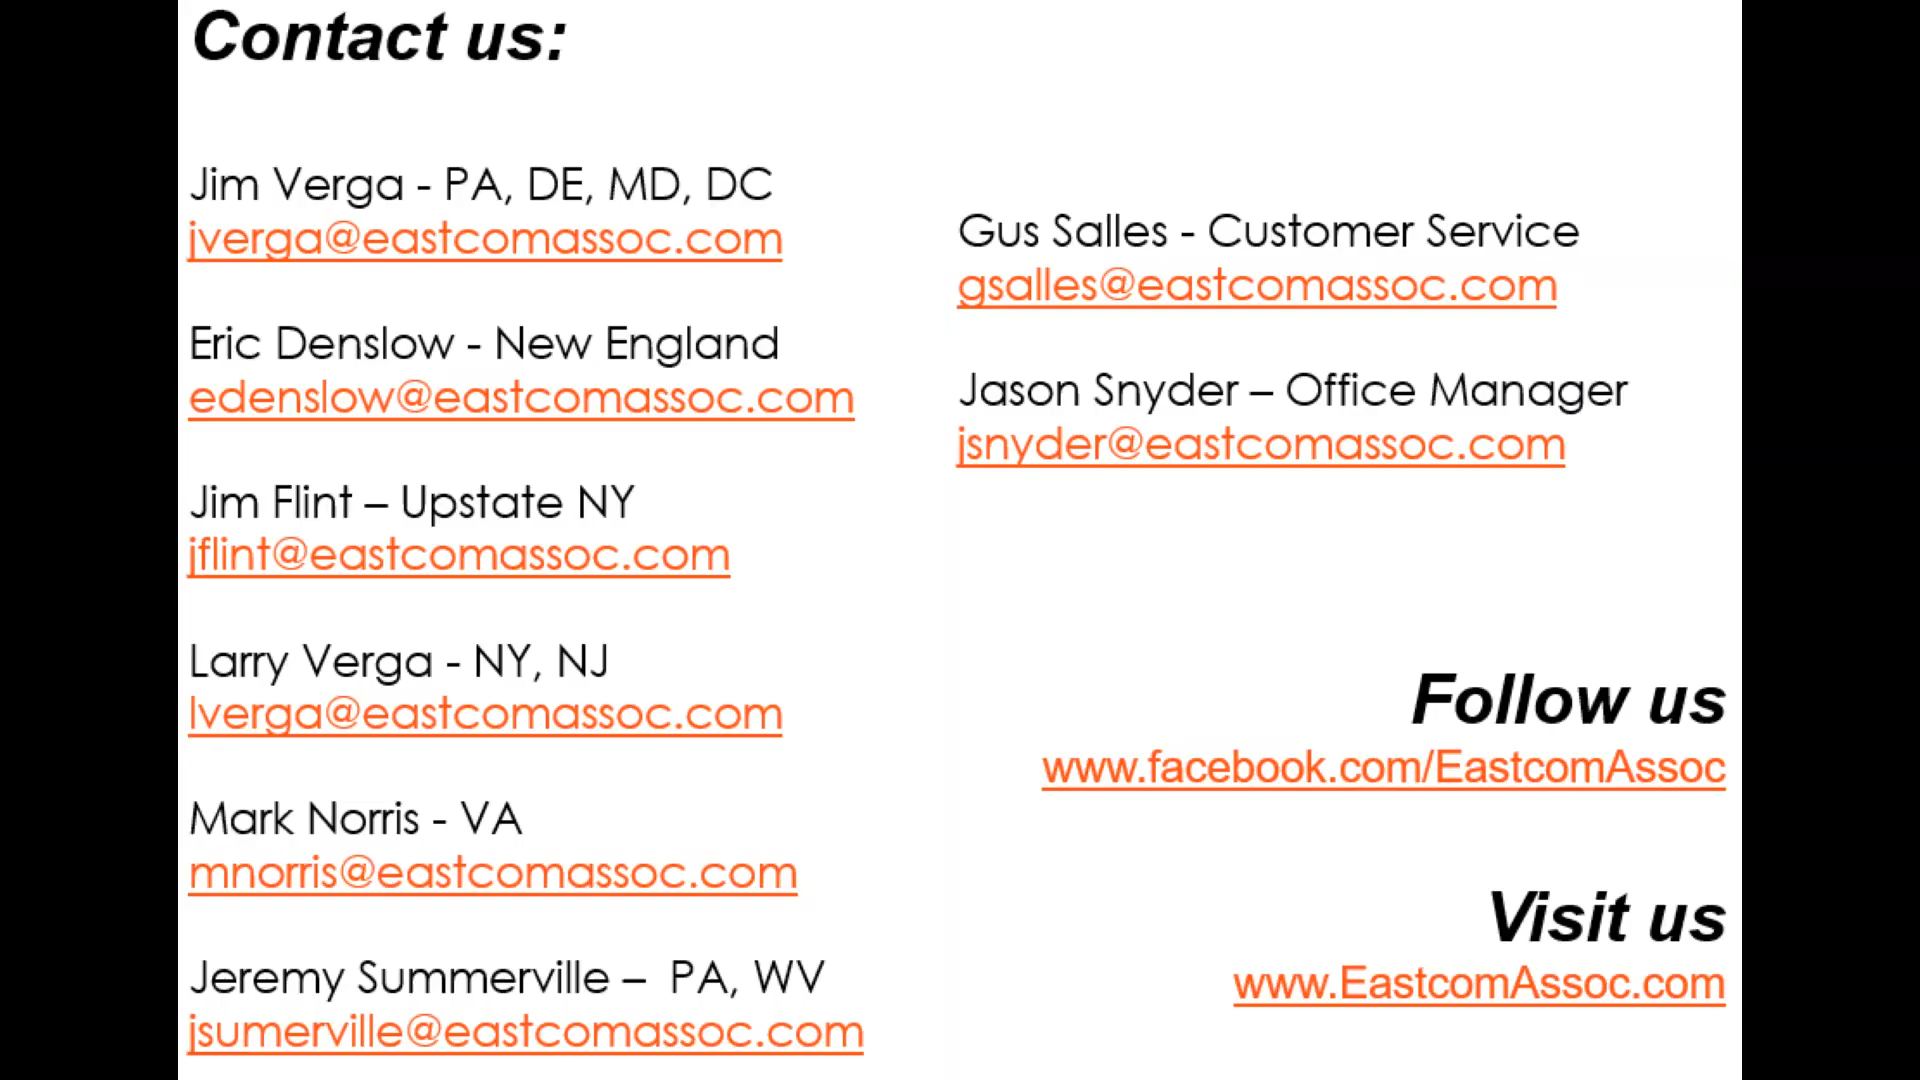 Contact us:
Jim Verga - PA, DE, MD, DC
jverga@eastcomassoc.com
Eric Denslow - New England
edenslow@eastcomassoc.com
Jim Flint – Upstate NY
jflint@eastcomassoc.com
Larry Verga - NY, NJ
lverga@eastcomassoc.com
Mark Norris - VA
mnorris@eastcomassoc.com
Jeremy Summerville – PA, WV
jsumerville@eastcomassoc.com
Gus Salles - Customer Service
gsalles@eastcomassoc.com
Jason Snyder – Office Manager
jsnyder@eastcomassoc.com
Follow us
www.facebook.com/EastcomAssoc
Visit us
www.EastcomAssoc.com